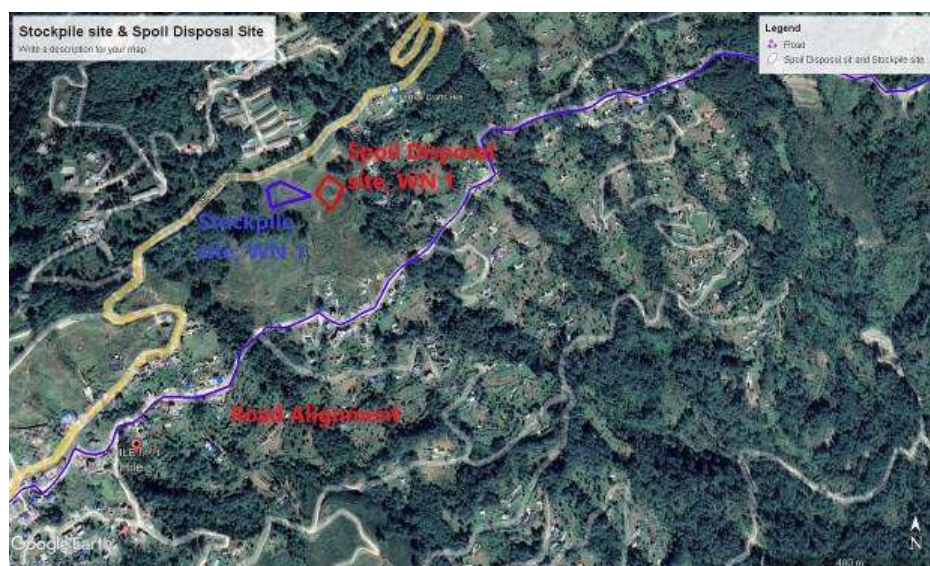 Stockpile site & Spoil Disposal Site
Write a description for your map.
Legend
Road
Spoil Disposal sit and Stockpile site
Spoil Disposal
site, WN 1
Stockpile
site, WN 1
Road Alignment
Google Earth
N
400 m